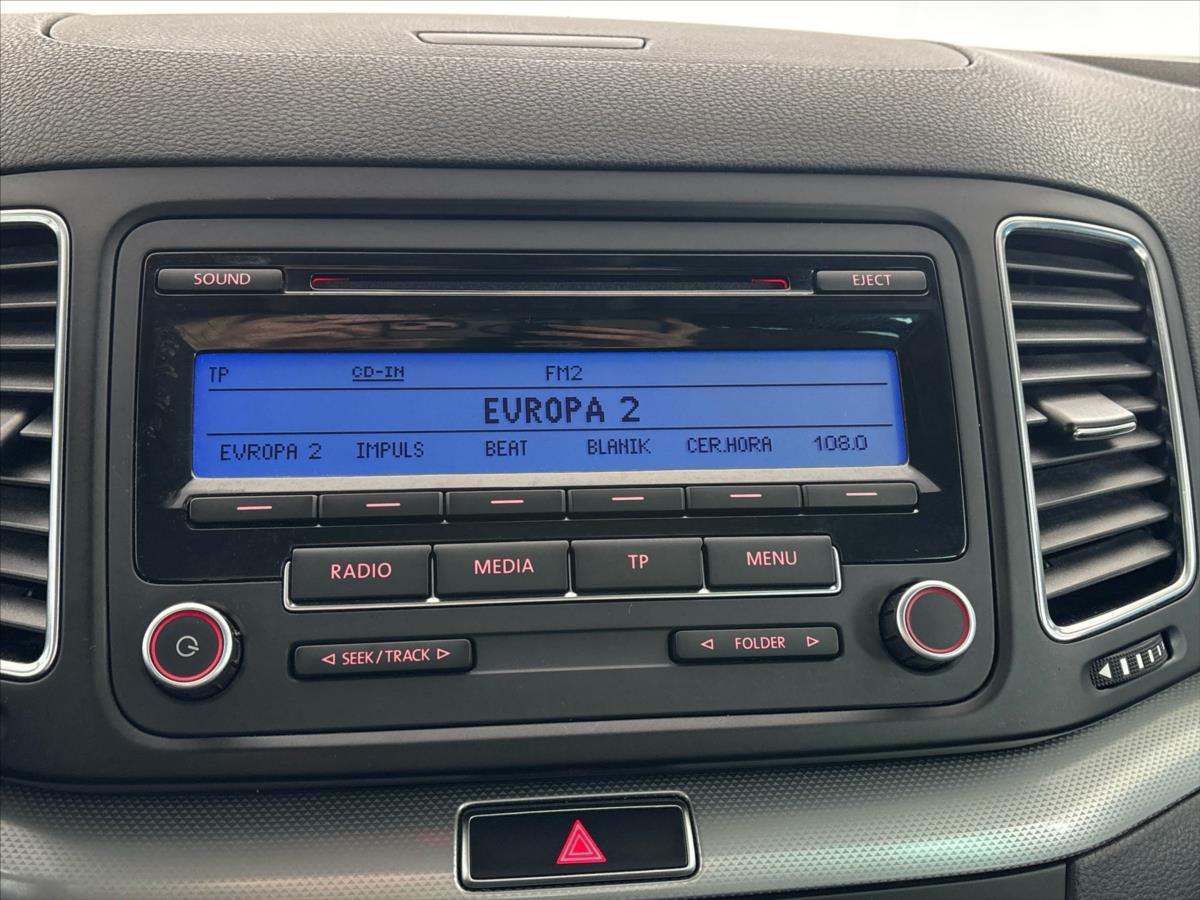 SOUND EJECT
TP CD-IN FM2
EVROPA 2
EVROPA 2 IMPULS BEAT BLANIK CER.HORA 108.0
RADIO MEDIA TP MENU
SEEK/TRACK FOLDER